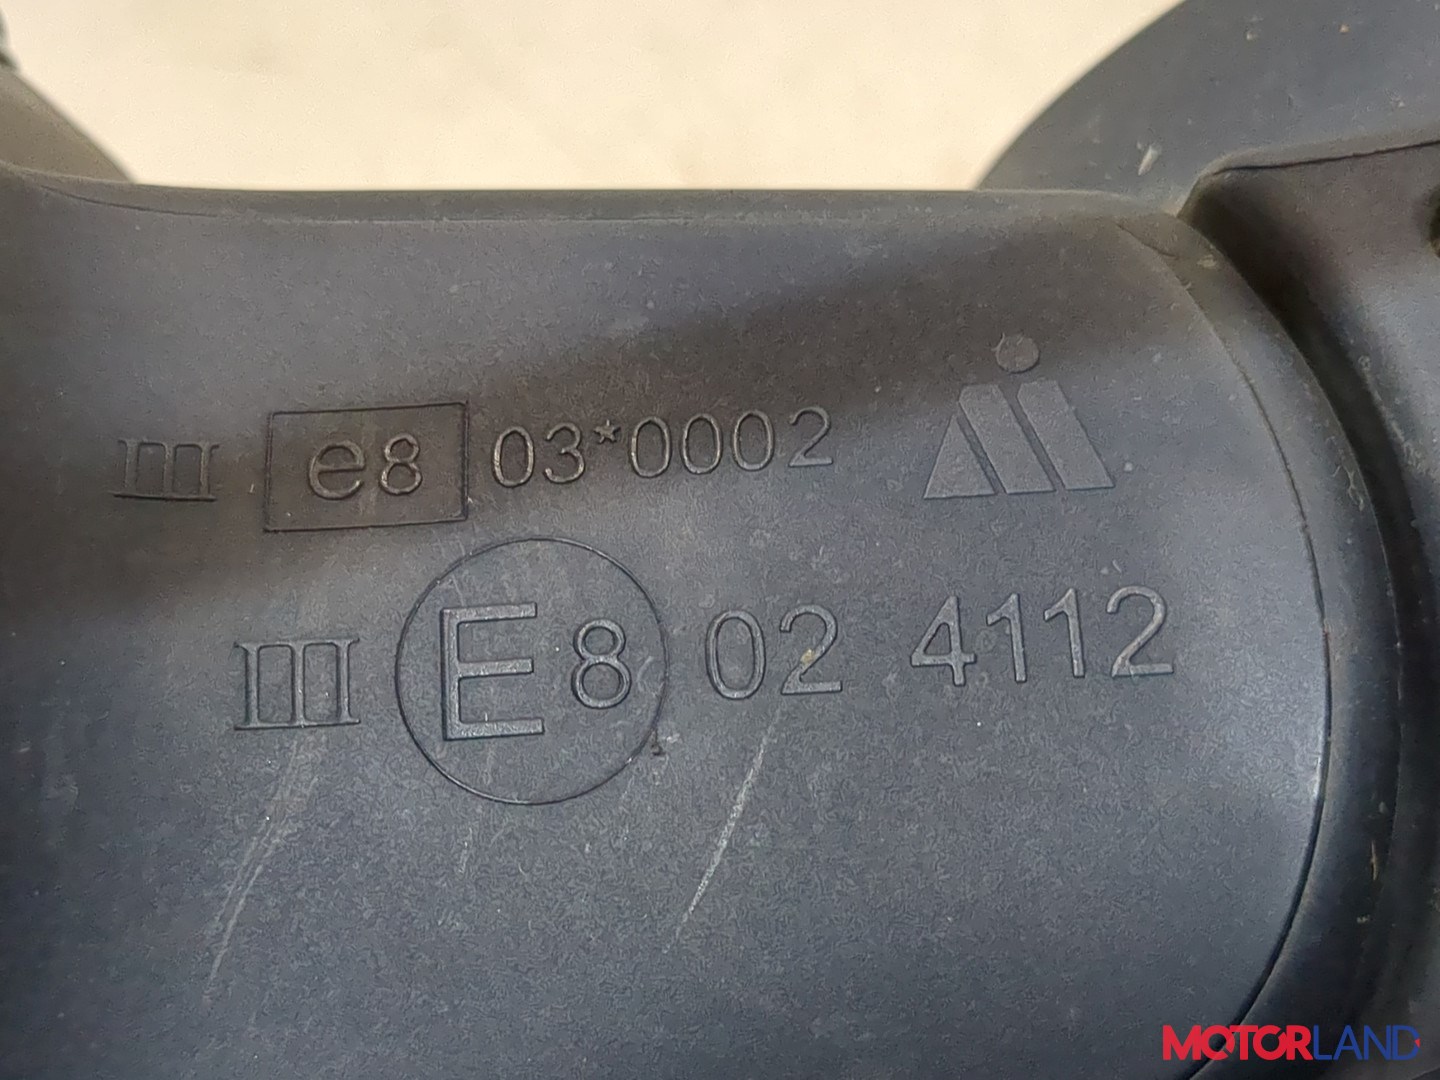 III e8 03*0002
III E8 02 4112
MOTORLAND